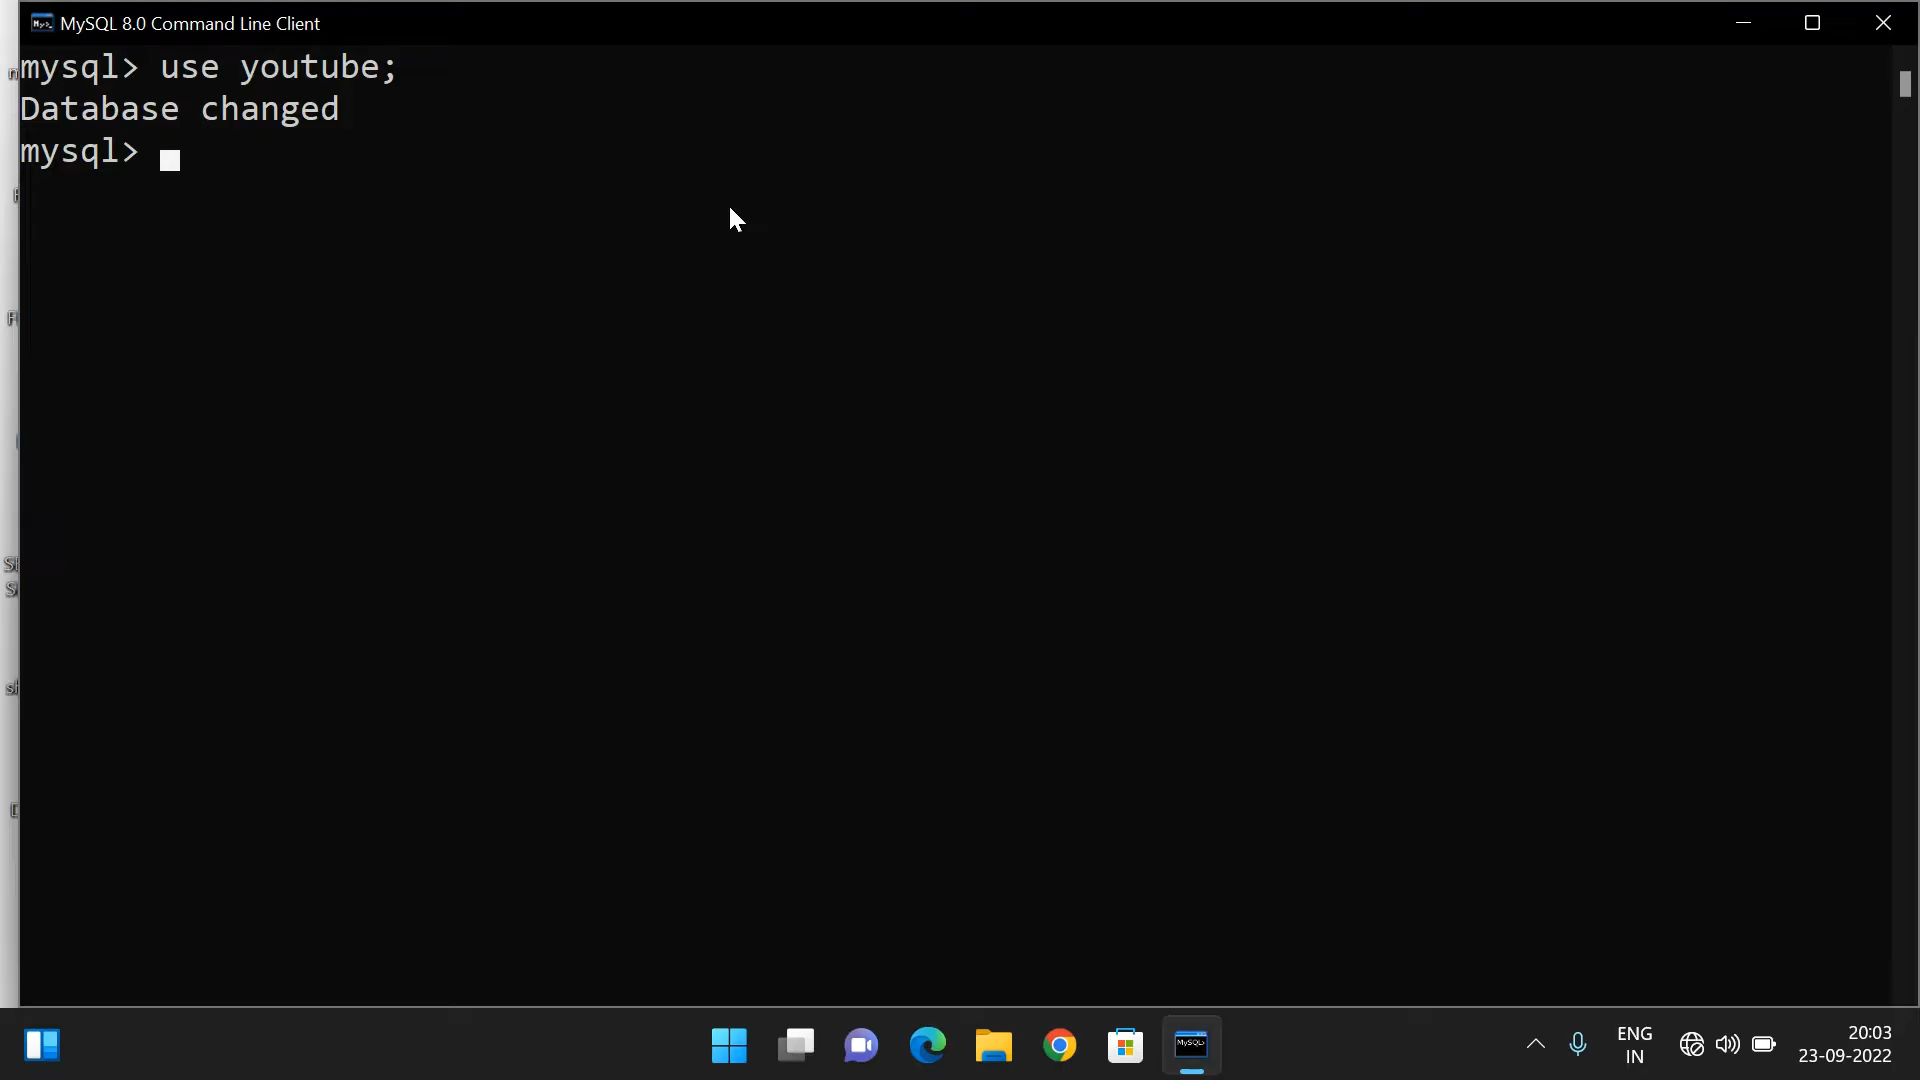 MySQL 8.0 Command Line Client
mysql> use youtube;
Database changed
mysql>
MySQL>
ENG
IN
20:03
23-09-2022